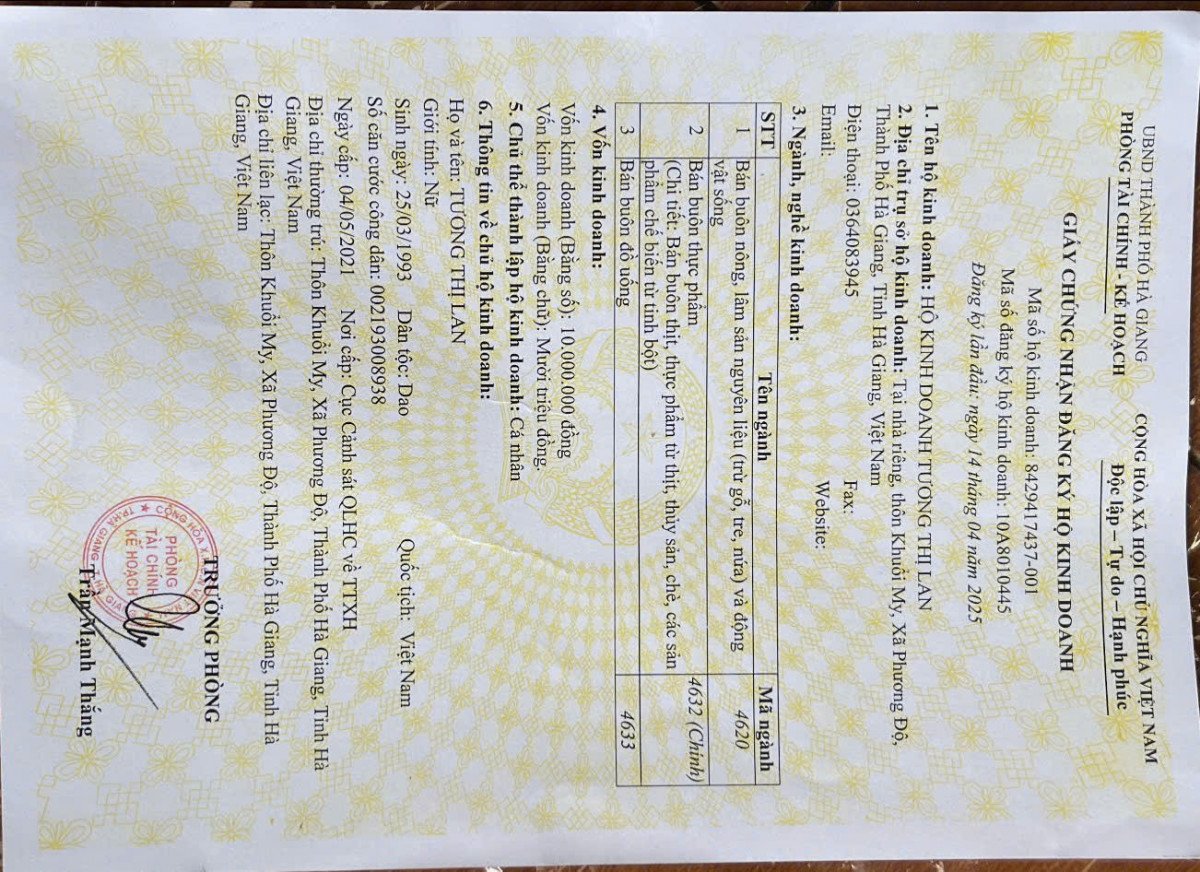 UBND THÀNH PHỐ HÀ GIANG
PHÒNG TÀI CHÍNH - KẾ HOẠCH
CỘNG HÒA XÃ HỘI CHỦ NGHĨA VIỆT NAM
Độc lập – Tự do – Hạnh phúc
GIẤY CHỨNG NHẬN ĐĂNG KÝ HỘ KINH DOANH
Mã số hộ kinh doanh: 8429417437-001
Mã số đăng ký hộ kinh doanh: 10A8010445
Đăng ký lần đầu: ngày 14 tháng 04 năm 2025
1. Tên hộ kinh doanh: HỘ KINH DOANH TƯƠNG THỊ LAN
2. Địa chỉ trụ sở hộ kinh doanh: Tại nhà riêng, thôn Khuổi My, Xã Phương Độ,
Thành Phố Hà Giang, Tỉnh Hà Giang, Việt Nam
Điện thoại: 0364083945 Fax:
Email: Website:
3. Ngành, nghề kinh doanh:
STT Tên ngành Mã ngành
1 Bán buôn nông, lâm sản nguyên liệu (trừ gỗ, tre, nứa) và động 4620
vật sống
2 Bán buôn thực phẩm 4632 (Chính)
(Chi tiết: Bán buôn thịt, thực phẩm từ thịt, thủy sản, chè, các sản
phẩm chế biến từ tinh bột)
3 Bán buôn đồ uống 4633
4. Vốn kinh doanh:
Vốn kinh doanh (Bằng số): 10.000.000 đồng
Vốn kinh doanh (Bằng chữ): Mười triệu đồng.
5. Chủ thể thành lập hộ kinh doanh: Cá nhân
6. Thông tin về chủ hộ kinh doanh:
Họ và tên: TƯƠNG THỊ LAN
Giới tính: Nữ
Sinh ngày: 25/03/1993 Dân tộc: Dao Quốc tịch: Việt Nam
Số căn cước công dân: 002193008938
Ngày cấp: 04/05/2021 Nơi cấp: Cục Cảnh sát QLHC về TTXH
Địa chỉ thường trú: Thôn Khuổi My, Xã Phương Độ, Thành Phố Hà Giang, Tỉnh Hà
Giang, Việt Nam
Địa chỉ liên lạc: Thôn Khuổi My, Xã Phương Độ, Thành Phố Hà Giang, Tỉnh Hà
Giang, Việt Nam
TRƯỞNG PHÒNG
PHÒNG
TÀI CHÍNH
KẾ HOẠCH
Trần Mạnh Thắng